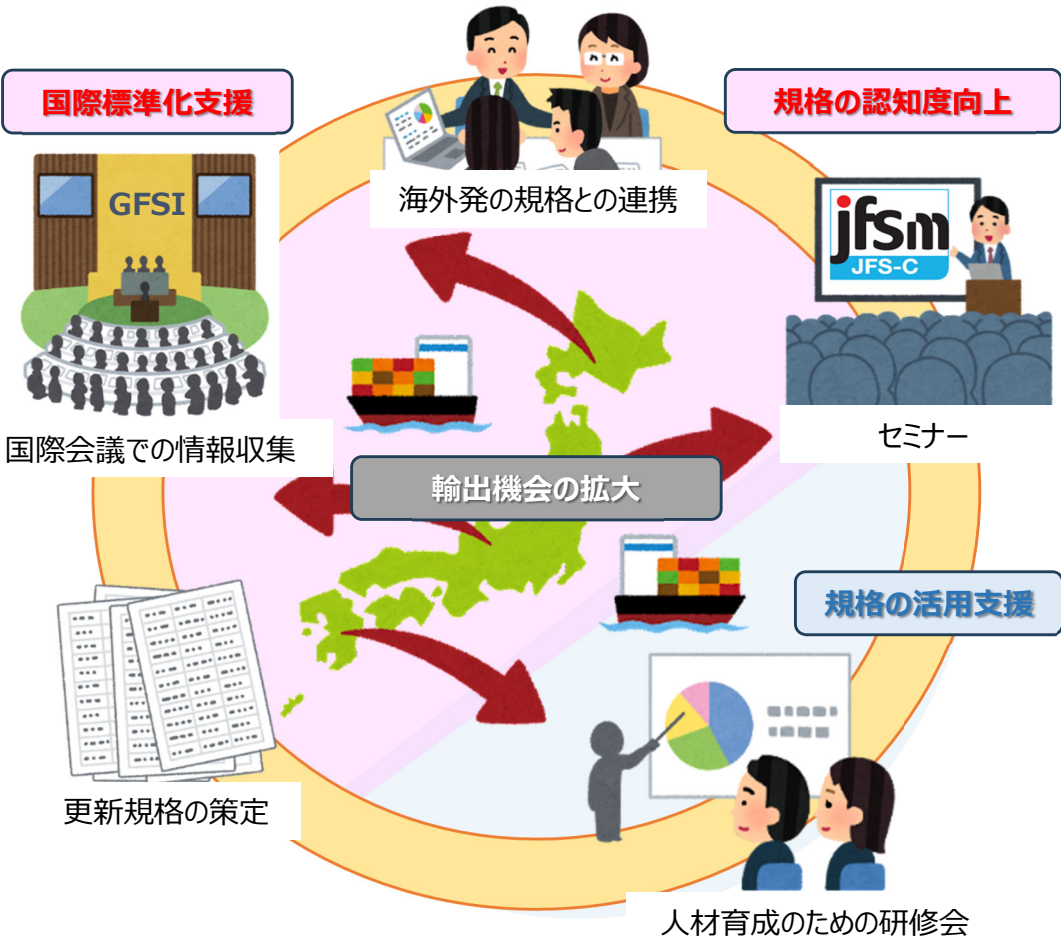 国際標準化支援
規格の認知度向上
GFSI
海外発の規格との連携
jfsm
JFS-C
国際会議での情報収集
セミナー
輸出機会の拡大
規格の活用支援
更新規格の策定
人材育成のための研修会